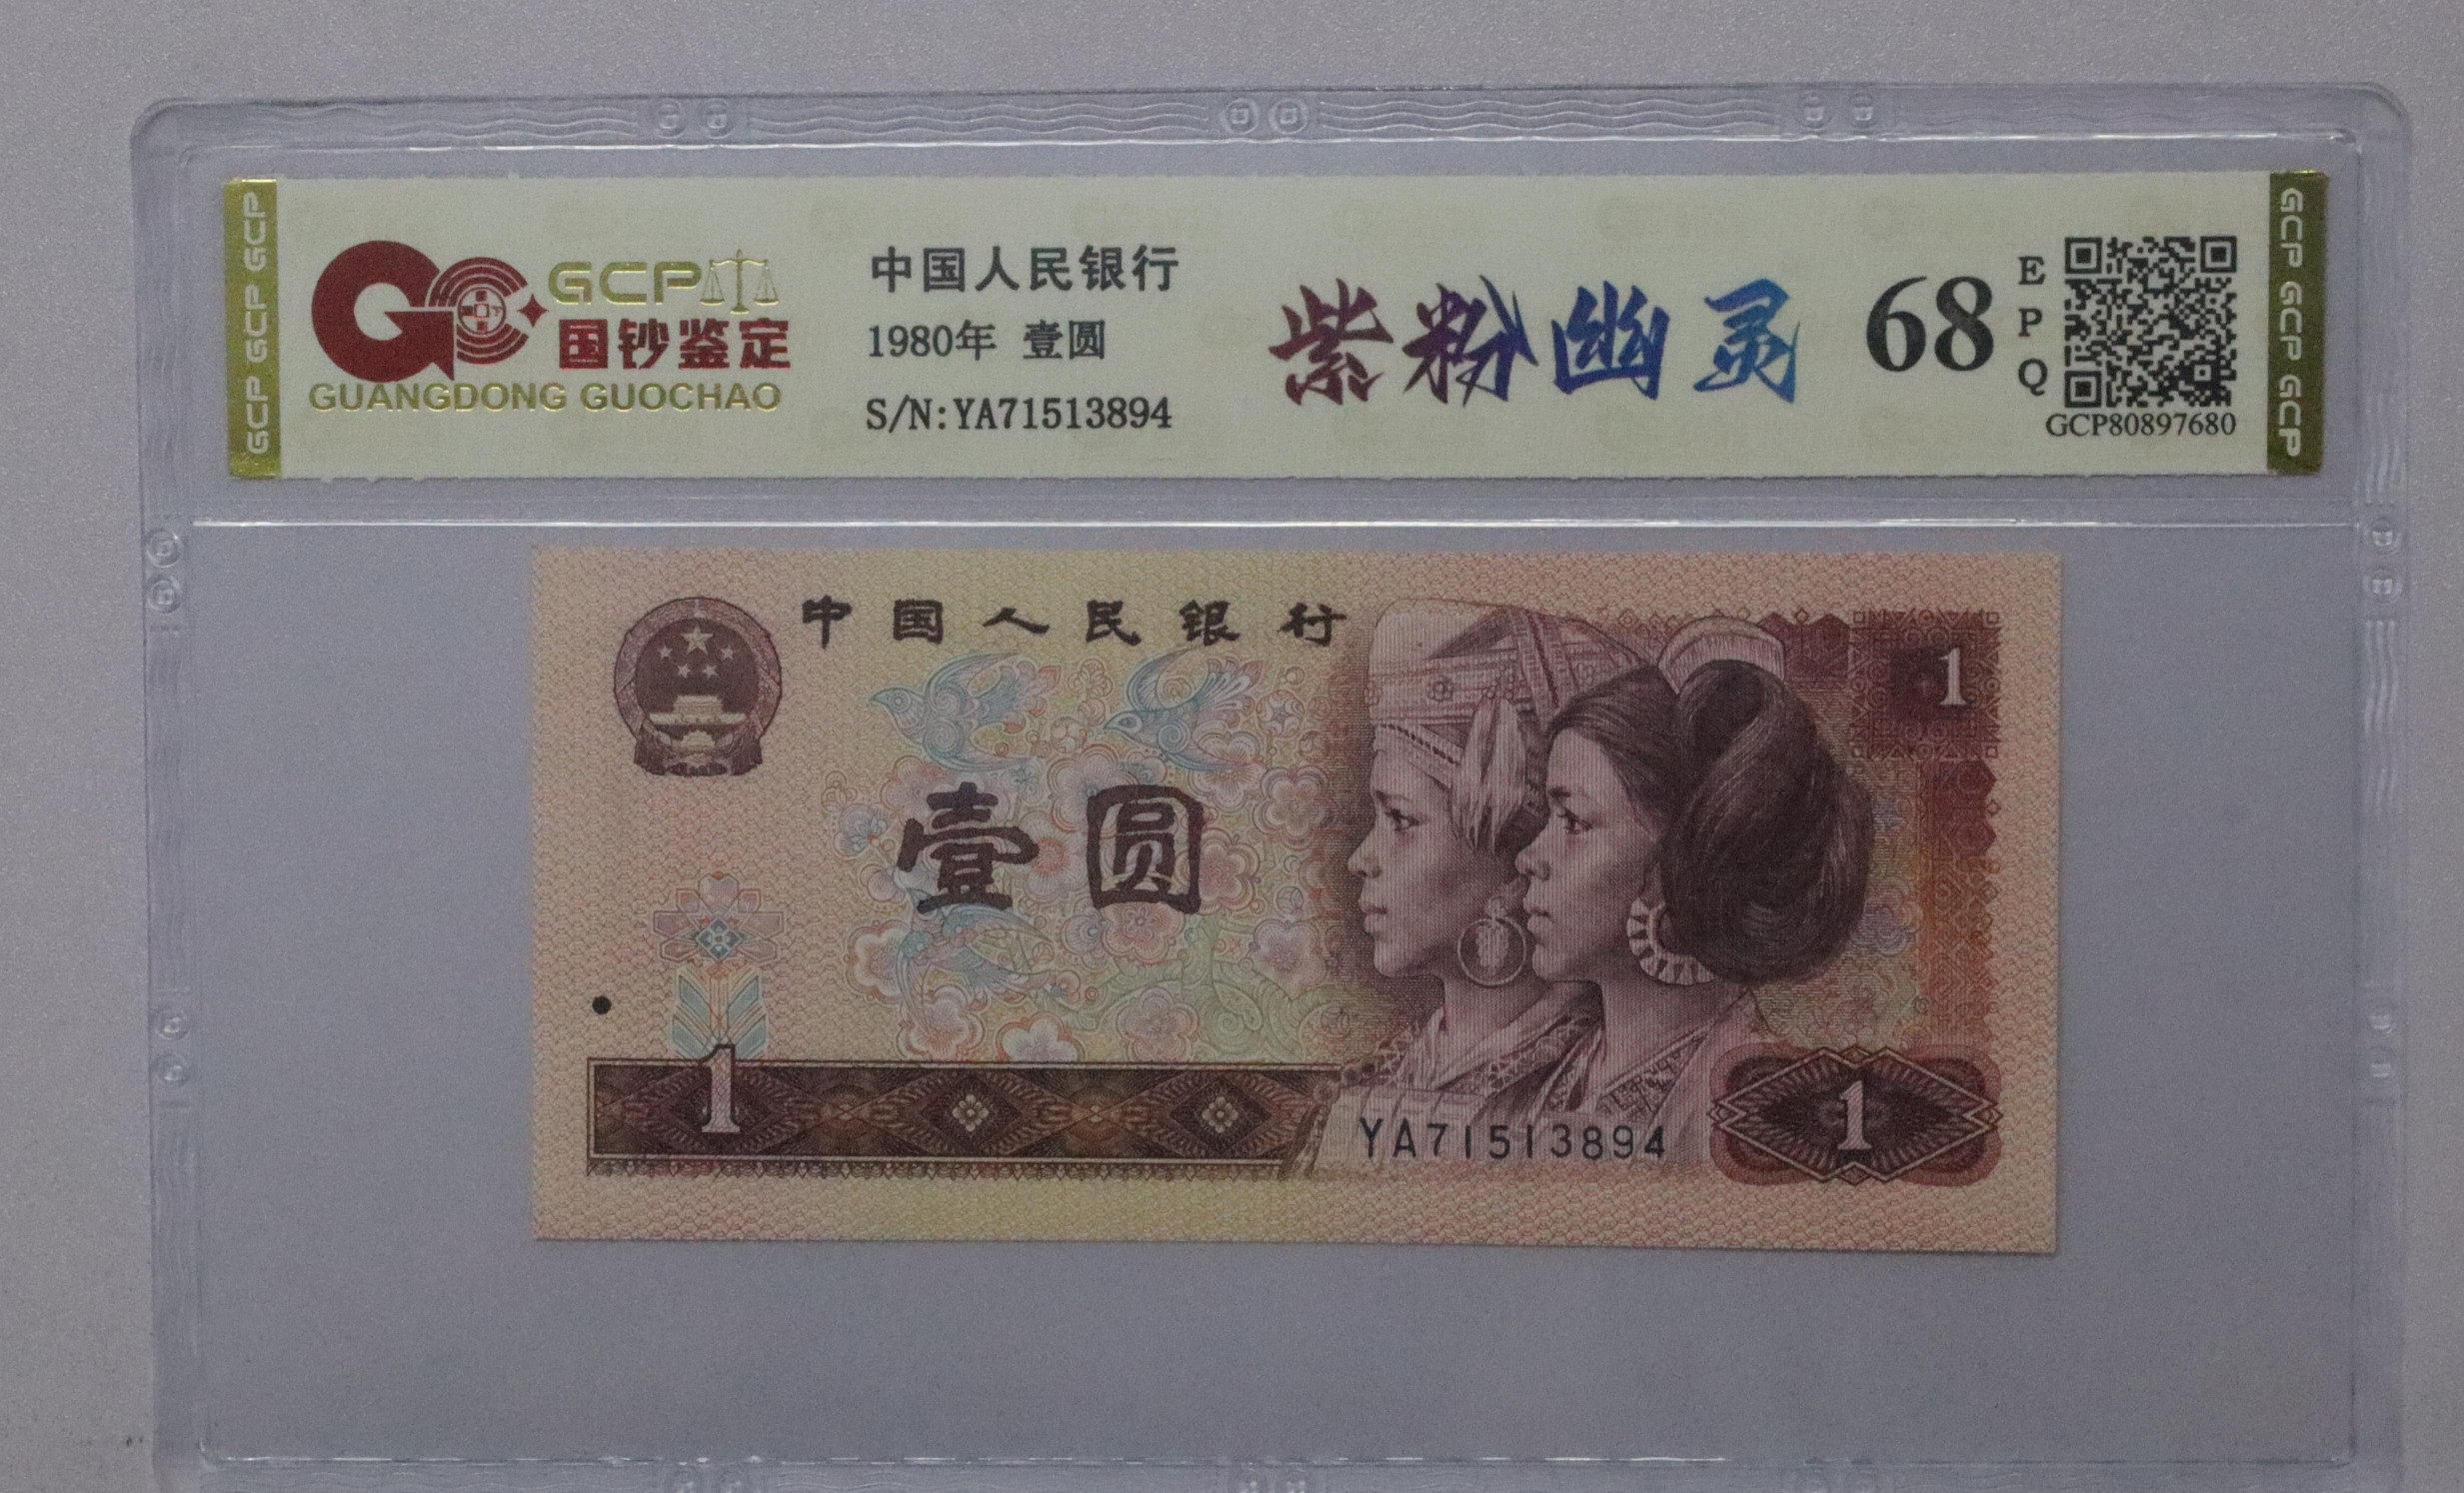 GCP GCP GCP
GCP
国钞鉴定
GUANGDONG GUOCHAO
中国人民银行
1980年 壹圆
S/N:YA71513894
紫粉幽灵
68
E
P
Q
GCP80897680
GCP GCP GCP
中国人民银行
1
壹圆
1
YA71513894
1